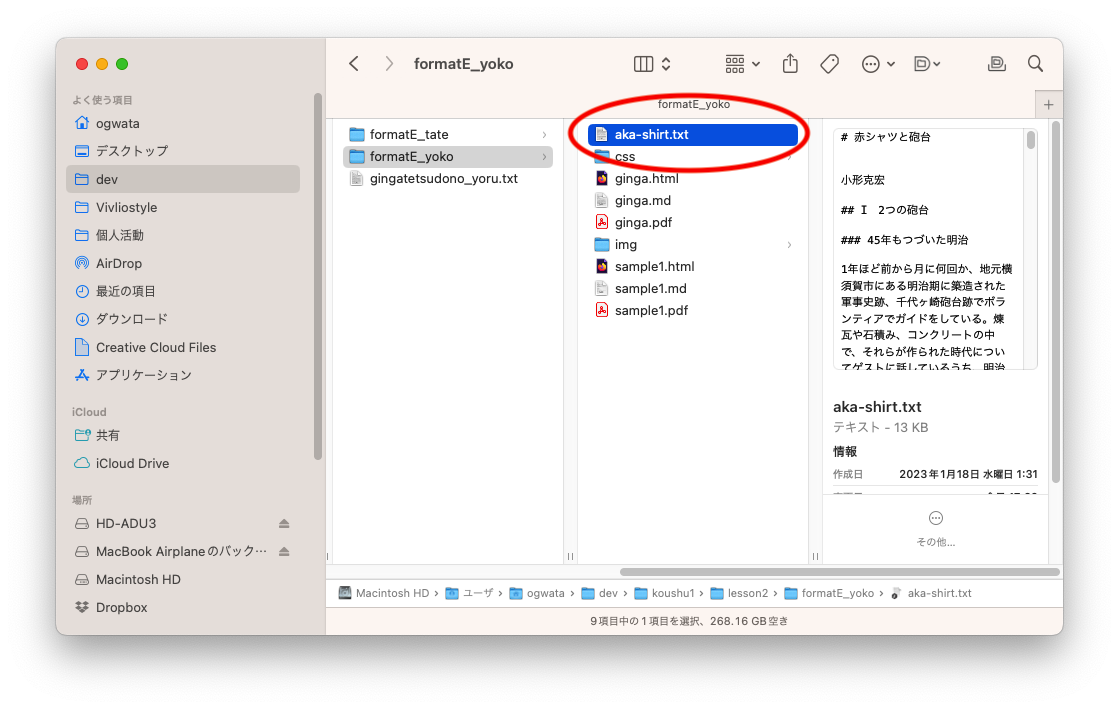 formatE_yoko
よく使う項目
ogwata
デスクトップ
dev
Vivliostyle
個人活動
AirDrop
最近の項目
ダウンロード
Creative Cloud Files
アプリケーション
iCloud
共有
iCloud Drive
場所
HD-ADU3
MacBook Airplaneのバック…
Macintosh HD
Dropbox
formatE_yoko
formatE_tate
formatE_yoko
gingatetsudono_yoru.txt
aka-shirt.txt
css
ginga.html
ginga.md
ginga.pdf
img
sample1.html
sample1.md
sample1.pdf
# 赤シャツと砲台
小形克宏
## I 2つの砲台
### 45年もつづいた明治
1年ほど前から月に何回か、地元横
須賀市にある明治期に築造された
軍事史跡、千代ヶ崎砲台跡でボラ
ンティアでガイドをしている。煉
瓦や石積み、コンクリートの中
で、それらが作られた時代につい
てゲストに話しているうち、明治
aka-shirt.txt
テキスト - 13 KB
情報
作成日 2023年1月18日 水曜日 1:31
その他...
Macintosh HD › ユーザ › ogwata › dev › koushu1 › lesson2 › formatE_yoko › aka-shirt.txt
9項目中の1項目を選択、268.16 GB空き